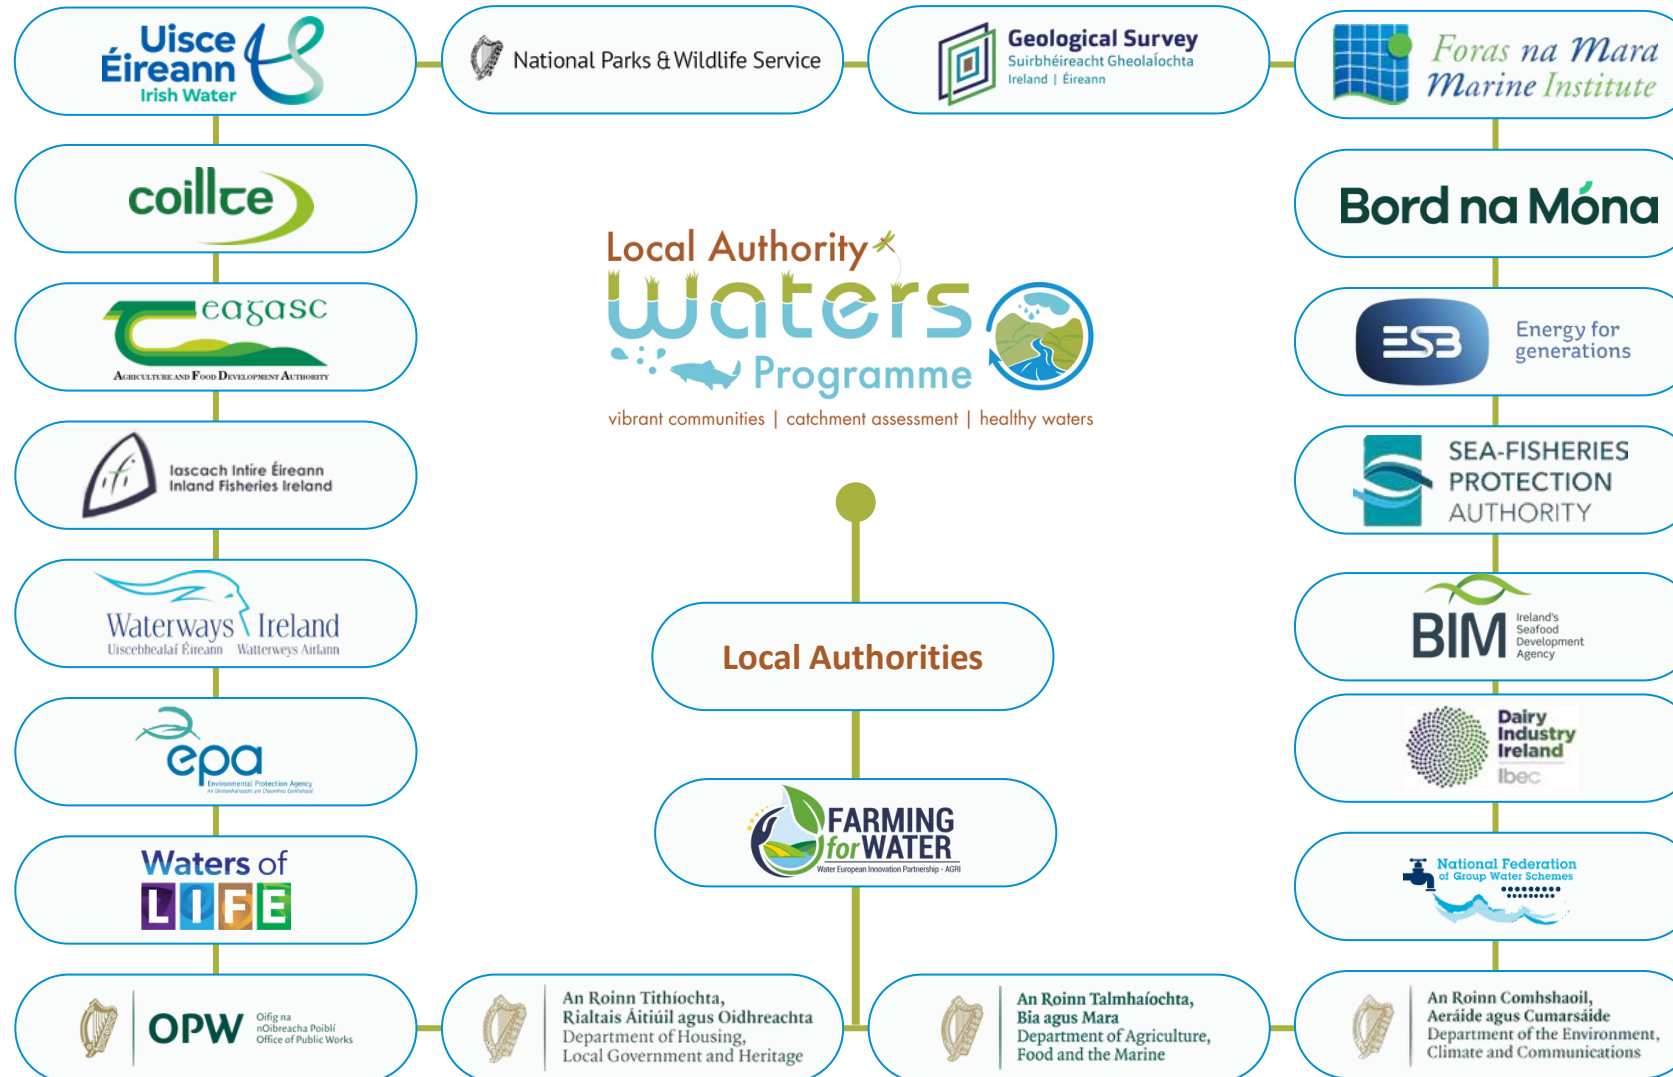 Uisce
Éireann
Irish Water
National Parks & Wildlife Service
Geological Survey
Suirbhéireacht Gheolaíochta
Ireland | Éireann
Foras na Mara
Marine Institute
coillte
Bord na Móna
Local Authority
waters
Programme
vibrant communities | catchment assessment | healthy waters
eagasc
Agriculture and Food Development Authority
ESB
Energy for
generations
ifi
Iascach Intíre Éireann
Inland Fisheries Ireland
SEA-FISHERIES
PROTECTION
AUTHORITY
Waterways Ireland
Uiscebhealaí Éireann Watterweys Airlann
Local Authorities
BIM
Ireland's
Seafood
Development
Agency
epa
Environmental Protection Agency
Dairy
Industry
Ireland
Ibec
FARMING
for WATER
Water European Innovation Partnership - AGRI
Waters of
LIFE
National Federation
of Group Water Schemes
OPW
Oifig na
nOibreacha Poiblí
Office of Public Works
An Roinn Tithíochta,
Rialtais Áitiúil agus Oidhreachta
Department of Housing,
Local Government and Heritage
An Roinn Talmhaíochta,
Bia agus Mara
Department of Agriculture,
Food and the Marine
An Roinn Comhshaoil,
Aeráide agus Cumarsáide
Department of the Environment,
Climate and Communications